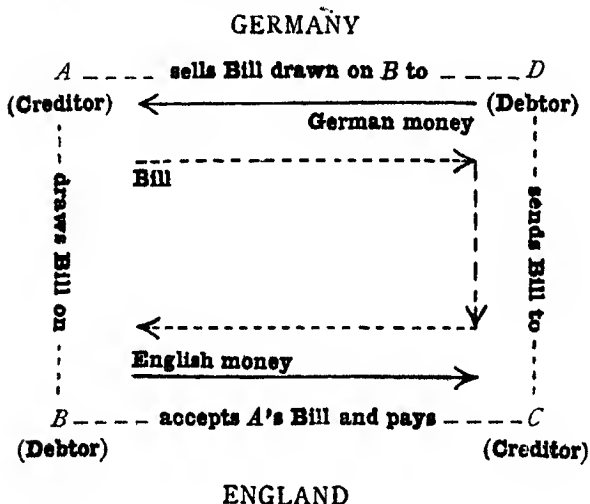 GERMANY
A ---- sells Bill drawn on B to ---- D
(Creditor) (Debtor)
German money
Bill
draws Bill on
sends Bill to
English money
B ---- accepts A's Bill and pays ---- C
(Debtor) (Creditor)
ENGLAND